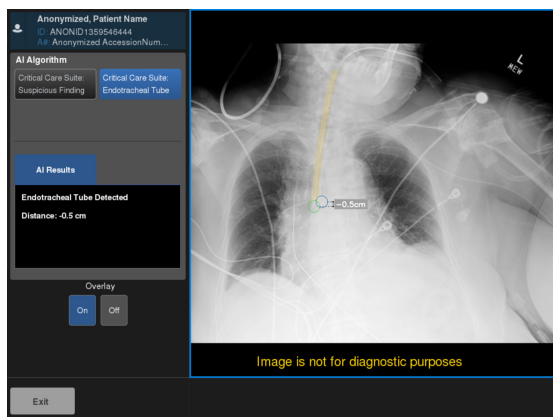 Anonymized, Patient Name
ID: ANONID1359546444
A#: Anonymized AccessionNum...
AI Algorithm
Critical Care Suite:
Suspicious Finding
Critical Care Suite:
Endotracheal Tube
AI Results
Endotracheal Tube Detected
Distance: -0.5 cm
Overlay
On
Off
Exit
L
MEW
-0.5cm
Image is not for diagnostic purposes